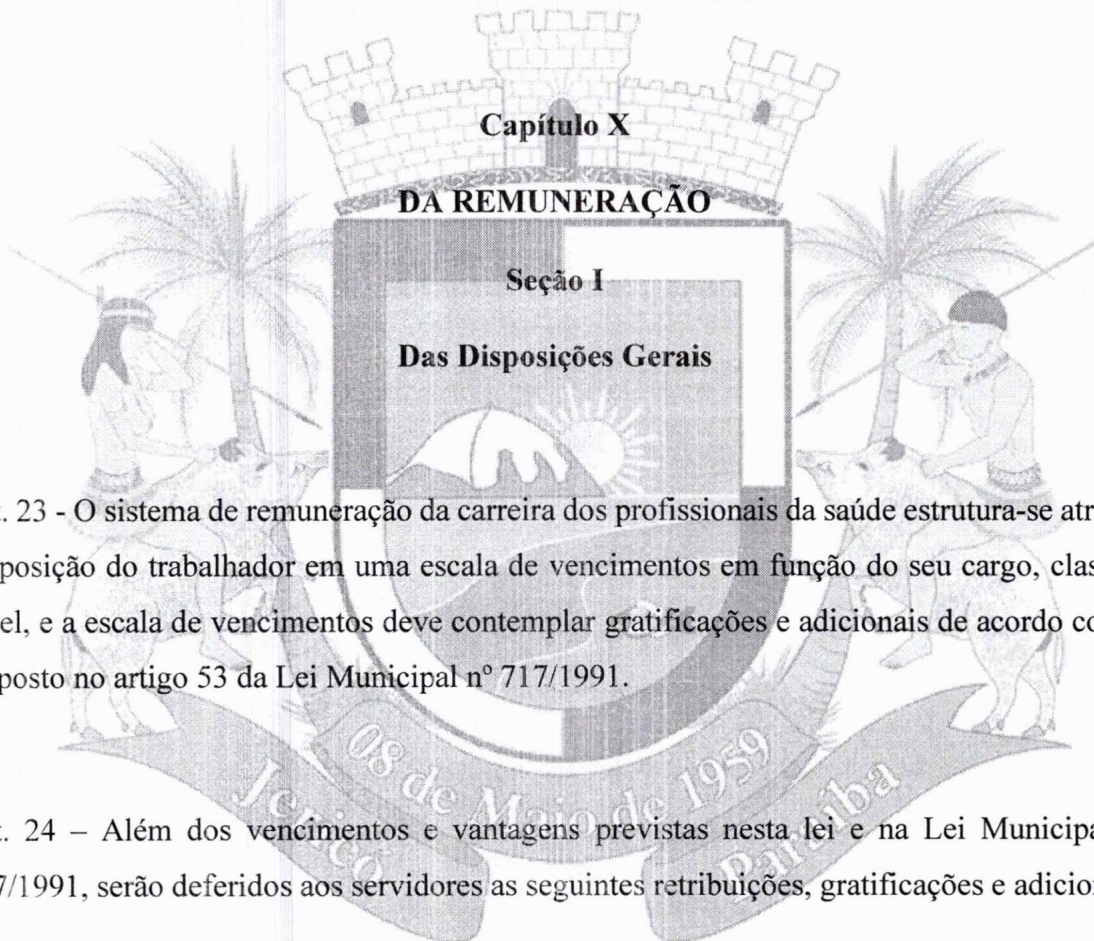 Capítulo X
DA REMUNERAÇÃO
Seção I
Das Disposições Gerais
t. 23 - O sistema de remuneração da carreira dos profissionais da saúde estrutura-se atr
posição do trabalhador em uma escala de vencimentos em função do seu cargo, clas
el, e a escala de vencimentos deve contemplar gratificações e adicionais de acordo co
posto no artigo 53 da Lei Municipal nº 717/1991.
08 de Maio de 1959
Jericó
Paraíba
t. 24 – Além dos vencimentos e vantagens previstas nesta lei e na Lei Municipa
7/1991, serão deferidos aos servidores as seguintes retribuições, gratificações e adicion